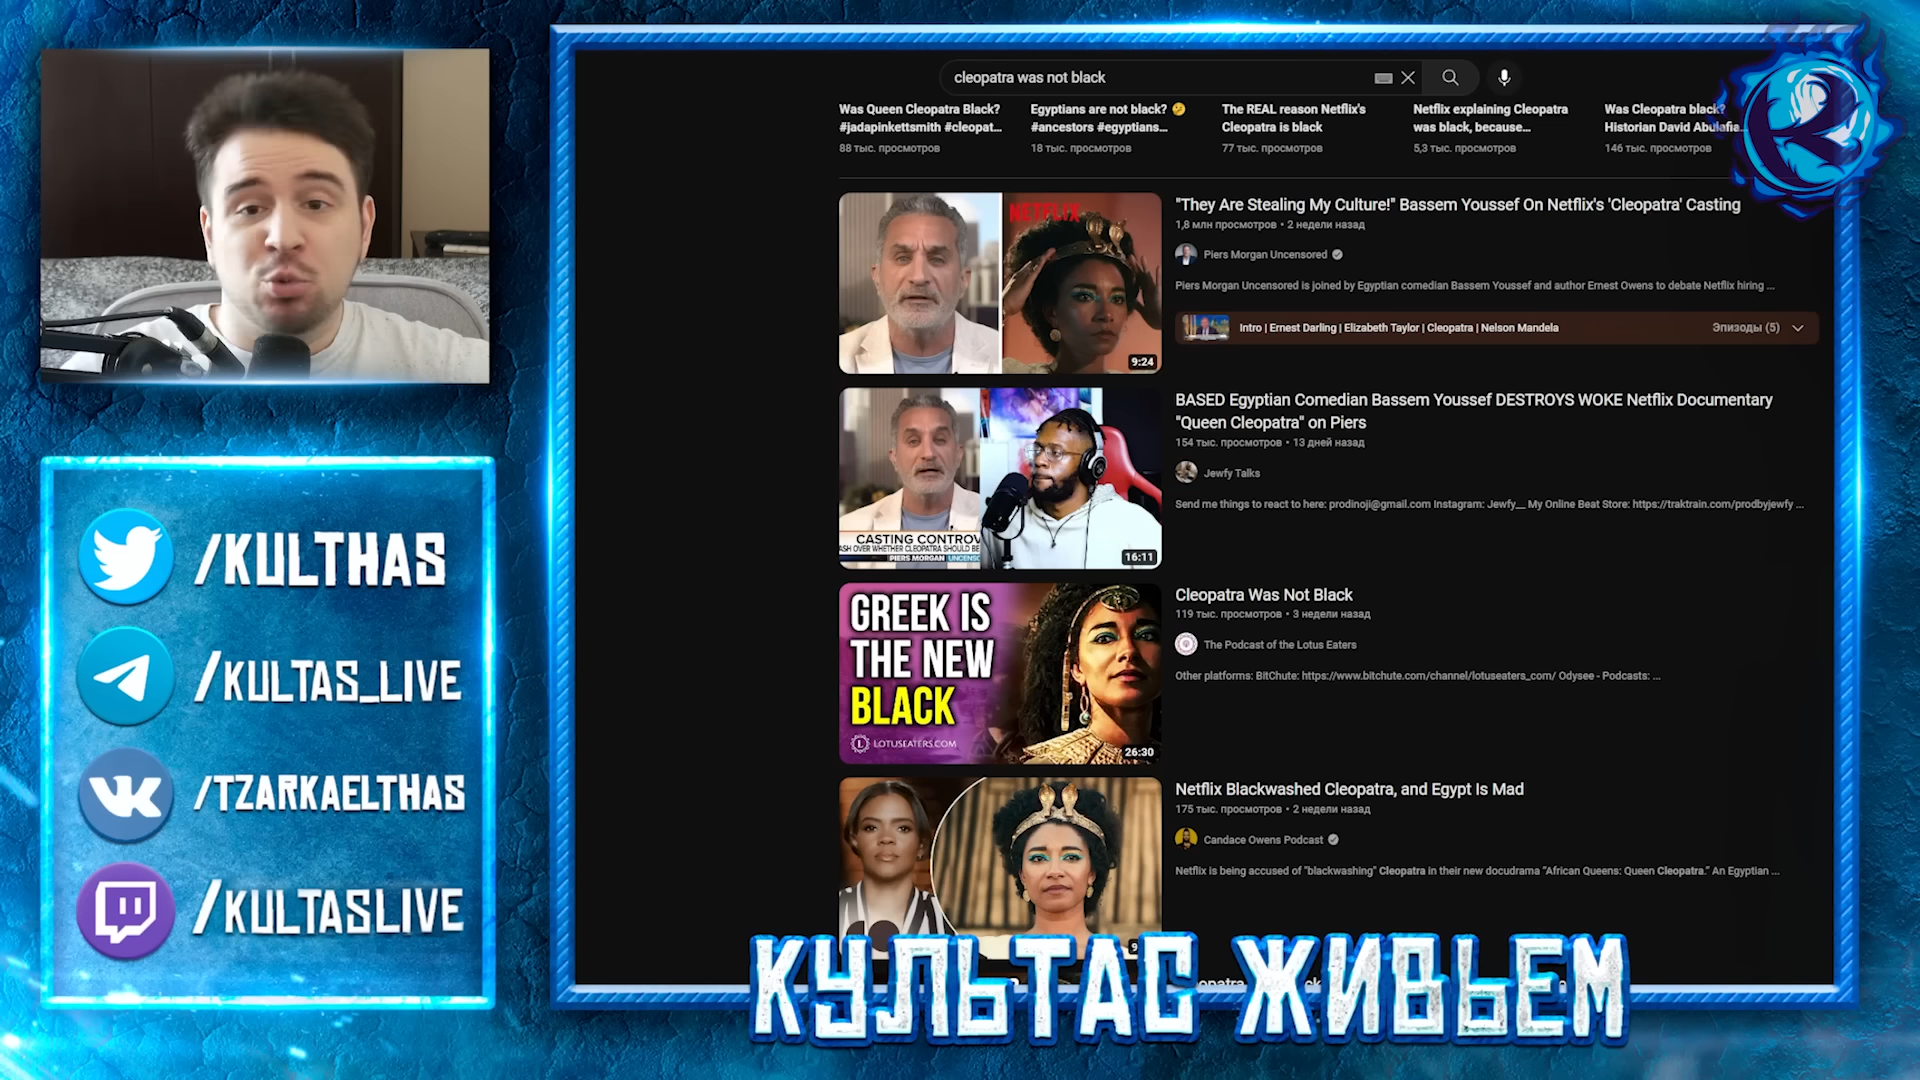 cleopatra was not black
Was Queen Cleopatra Black?
#jadapinkettsmith #cleopat...
88 тыс. просмотров
Egyptians are not black? 🤔
#ancestors #egyptians...
18 тыс. просмотров
The REAL reason Netflix's
Cleopatra is black
77 тыс. просмотров
Netflix explaining Cleopatra
was black, because...
5,3 тыс. просмотров
Was Cleopatra black?
Historian David Abulafia...
146 тыс. просмотров
NETFLIX
9:24
"They Are Stealing My Culture!" Bassem Youssef On Netflix's 'Cleopatra' Casting
1,8 млн просмотров • 2 недели назад
Piers Morgan Uncensored
Piers Morgan Uncensored is joined by Egyptian comedian Bassem Youssef and author Ernest Owens to debate Netflix hiring ...
Intro | Ernest Darling | Elizabeth Taylor | Cleopatra | Nelson Mandela
Эпизоды (5)
CASTING CONTROV
ASH OVER WHETHER CLEOPATRA SHOULD BE
PIERS MORGAN UNCENSO
16:11
BASED Egyptian Comedian Bassem Youssef DESTROYS WOKE Netflix Documentary
"Queen Cleopatra" on Piers
154 тыс. просмотров • 13 дней назад
Jewfy Talks
Send me things to react to here: prodinoji@gmail.com Instagram: Jewfy__ My Online Beat Store: https://traktrain.com/prodbyjewfy ...
GREEK IS
THE NEW
BLACK
LOTUSEATERS.COM
26:30
Cleopatra Was Not Black
119 тыс. просмотров • 3 недели назад
The Podcast of the Lotus Eaters
Other platforms: BitChute: https://www.bitchute.com/channel/lotuseaters_com/ Odysee - Podcasts: ...
Netflix Blackwashed Cleopatra, and Egypt Is Mad
175 тыс. просмотров • 2 недели назад
Candace Owens Podcast
Netflix is being accused of "blackwashing" Cleopatra in their new docudrama "African Queens: Queen Cleopatra." An Egyptian ...
/KULTHAS
/KULTAS_LIVE
/TZARKAELTHAS
/KULTASLIVE
КУЛЬТАС ЖИВЬЕМ